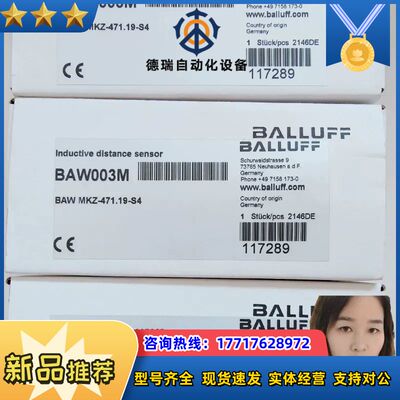 BAW003M
BAW MKZ-471.19-S4
Phone +49 7158 173-0
www.balluff.com
Country of origin
Germany
1 Stück/pcs 2146DE
117289
德瑞自动化设备
Inductive distance sensor
BAW003M
BAW MKZ-471.19-S4
CE
BALLUFF
BALLUFF
Schurwaldstrasse 9
73765 Neuhausen a.d.F.
Germany
Phone +49 7158 173-0
www.balluff.com
Country of origin
Germany
1 Stück/pcs 2146DE
117289
BALLUFF
咨询热线：17717628972
新品推荐
型号齐全 现货速发 实体经营 支持对公